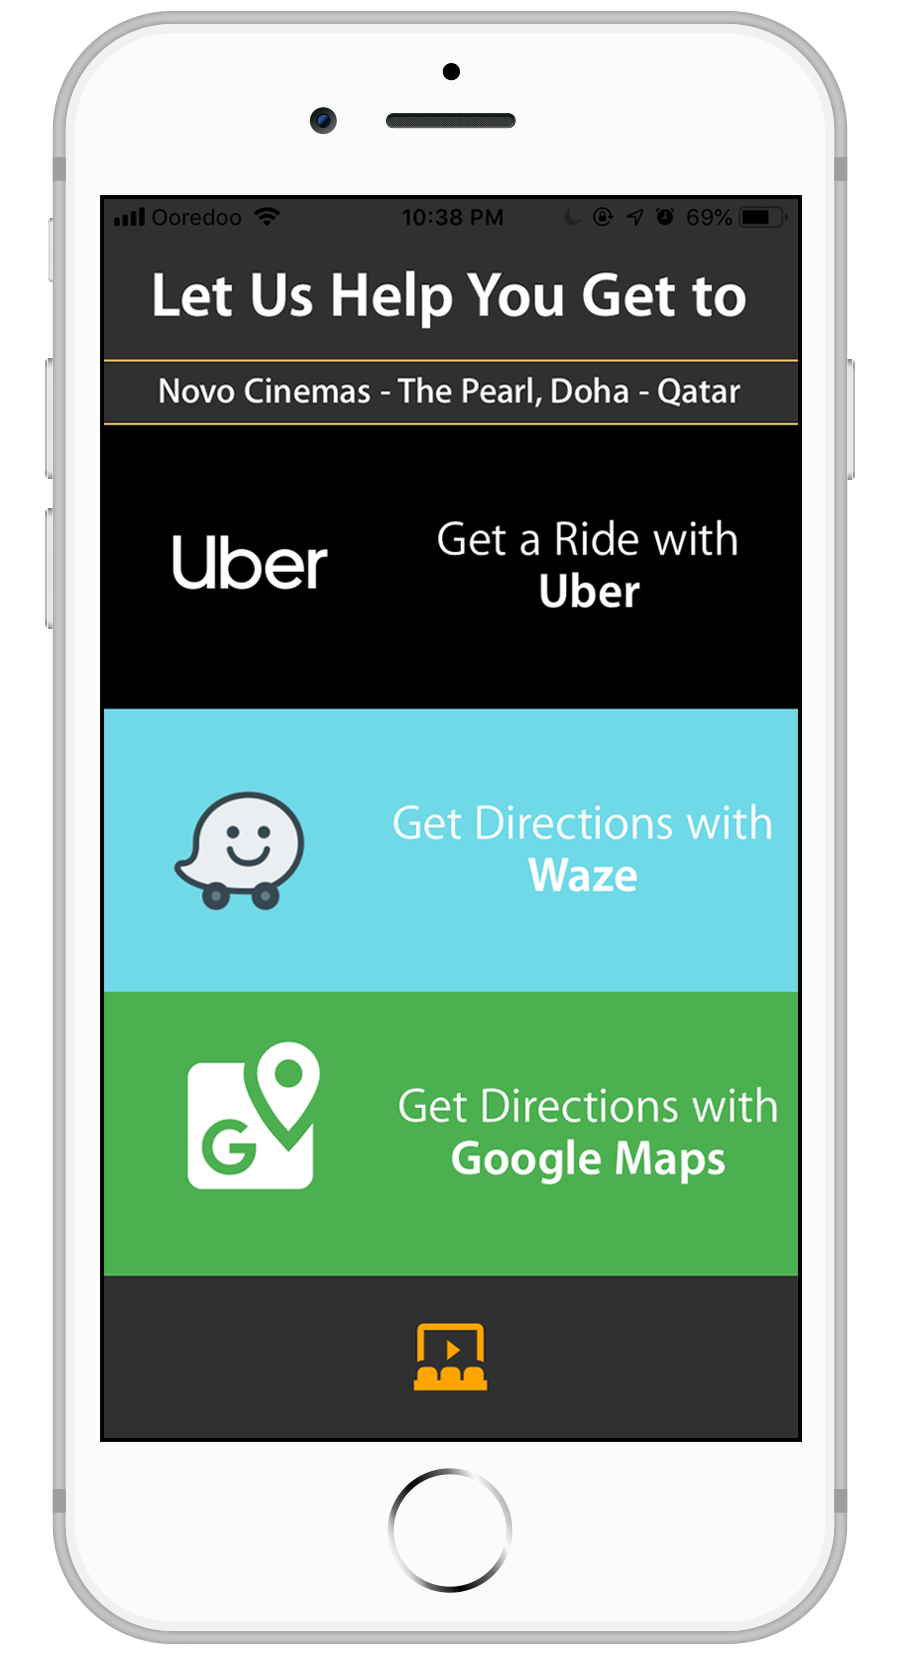 Ooredoo 10:38 PM 69%
Let Us Help You Get to
Novo Cinemas - The Pearl, Doha - Qatar
Uber
Get a Ride with
Uber
Get Directions with
Waze
G
Get Directions with
Google Maps